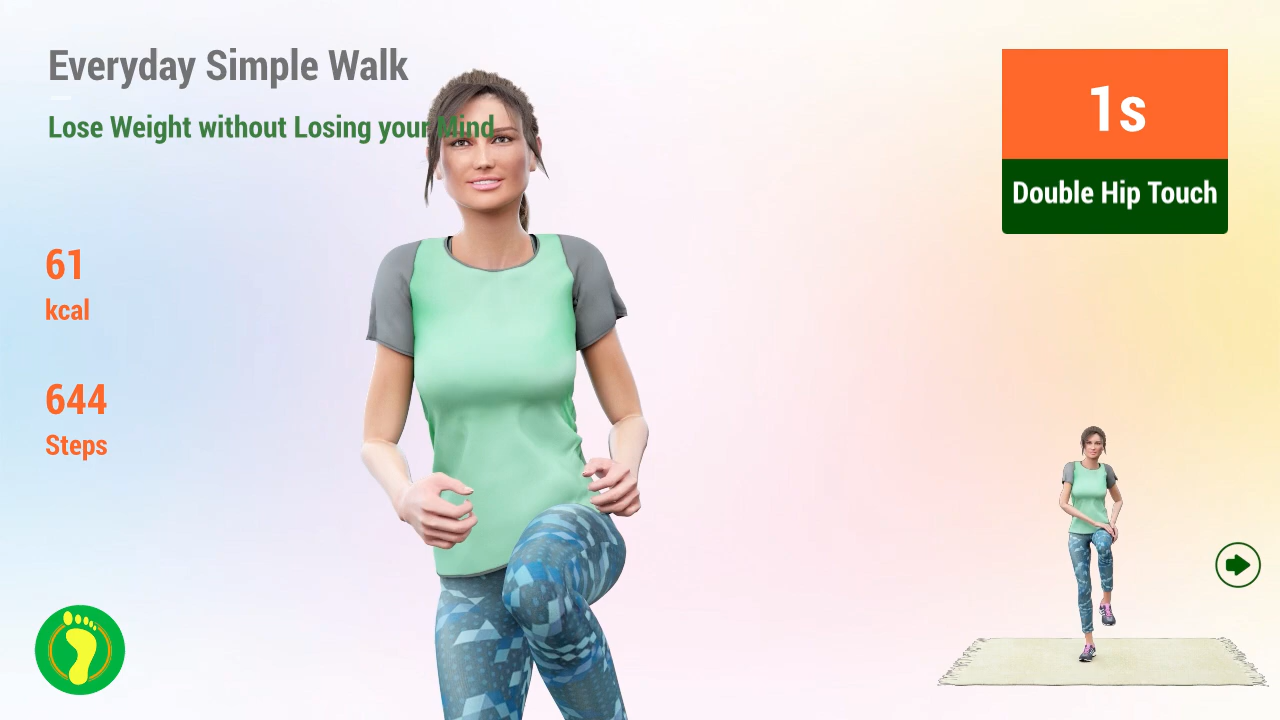 Everyday Simple Walk
Lose Weight without Losing your Mind
1s
Double Hip Touch
61
kcal
644
Steps